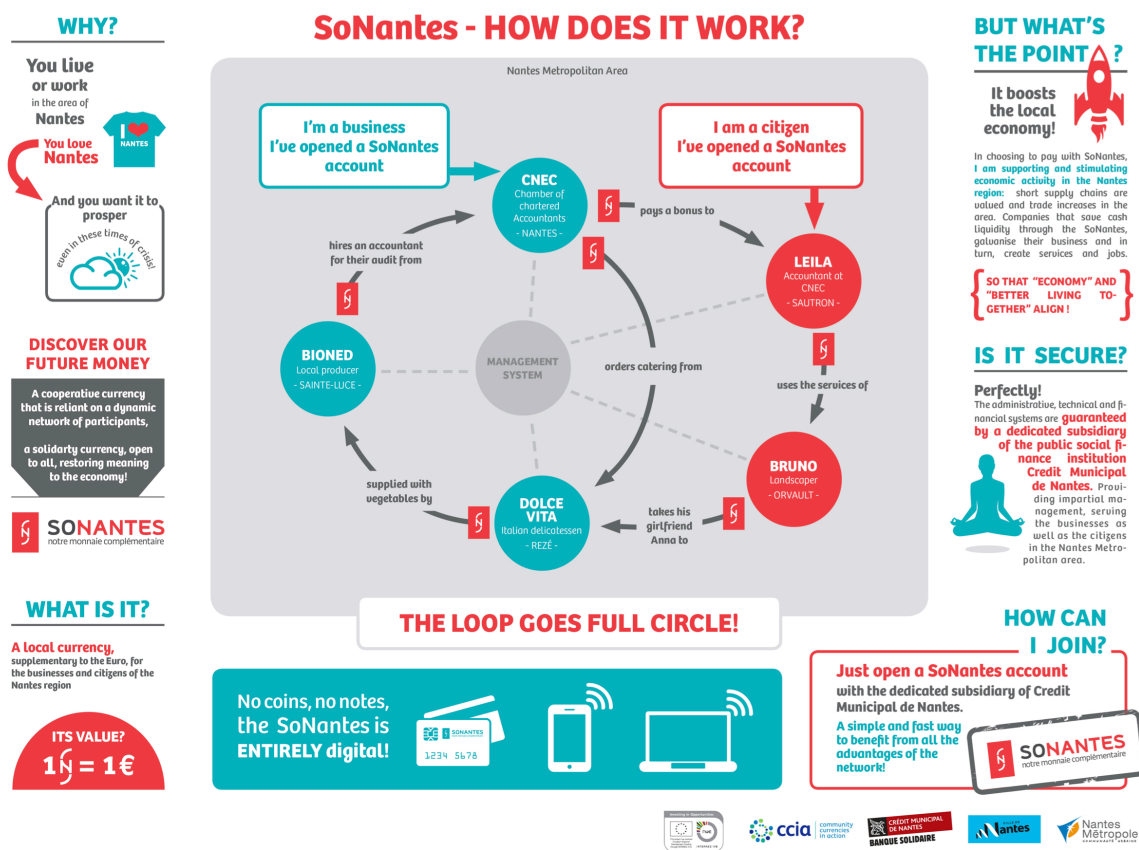 WHY?
You live
or work
in the area of
Nantes
You love
Nantes
I
NANTES
And you want it to
prosper
even in these times of crisis!
DISCOVER OUR
FUTURE MONEY
A cooperative currency
that is reliant on a dynamic
network of participants,
a solidarty currency, open
to all, restoring meaning
to the economy!
SONANTES
notre monnaie complémentaire
WHAT IS IT?
A local currency,
supplementary to the Euro, for
the businesses and citizens of the
Nantes region
ITS VALUE?
1 = 1 €
SoNantes - HOW DOES IT WORK?
Nantes Metropolitan Area
I'm a business
I've opened a SoNantes
account
I am a citizen
I've opened a SoNantes
account
CNEC
Chamber of
chartered
Accountants
- NANTES -
pays a bonus to
LEILA
Accountant at
CNEC
- SAUTRON -
hires an accountant
for their audit from
BIONED
Local producer
- SAINTE-LUCE -
MANAGEMENT
SYSTEM
orders catering from
uses the services of
BRUNO
Landscaper
- ORVAULT -
supplied with
vegetables by
DOLCE
VITA
Italian delicatessen
- REZÉ -
takes his
girlfriend
Anna to
THE LOOP GOES FULL CIRCLE!
No coins, no notes,
the SoNantes is
ENTIRELY digital!
SONANTES
1234 5678
BUT WHAT'S
THE POINT ?
It boosts
the local
economy!
In choosing to pay with SoNantes,
I am supporting and stimulating
economic activity in the Nantes
region: short supply chains are
valued and trade increases in the
area. Companies that save cash
liquidity through the SoNantes,
galvanise their business and in
turn, create services and jobs.
SO THAT "ECONOMY" AND
"BETTER LIVING TO-
GETHER" ALIGN !
IS IT SECURE?
Perfectly!
The administrative, technical and fi-
nancial systems are guaranteed
by a dedicated subsidiary
of the public social fi-
nance institution
Credit Municipal
de Nantes. Provi-
ding impartial ma-
nagement, serving
the businesses as
well as the citizens
in the Nantes Metro-
politan area.
HOW CAN
I JOIN?
Just open a SoNantes account
with the dedicated subsidiary of Credit
Municipal de Nantes.
A simple and fast way
to benefit from all the
advantages of the
network!
SONANTES
notre monnaie complémentaire
ccia
community
currencies
in action
CRÉDIT MUNICIPAL
DE NANTES
BANQUE SOLIDAIRE
VILLE DE
Nantes
Nantes
Métropole
COMMUNAUTÉ URBAINE